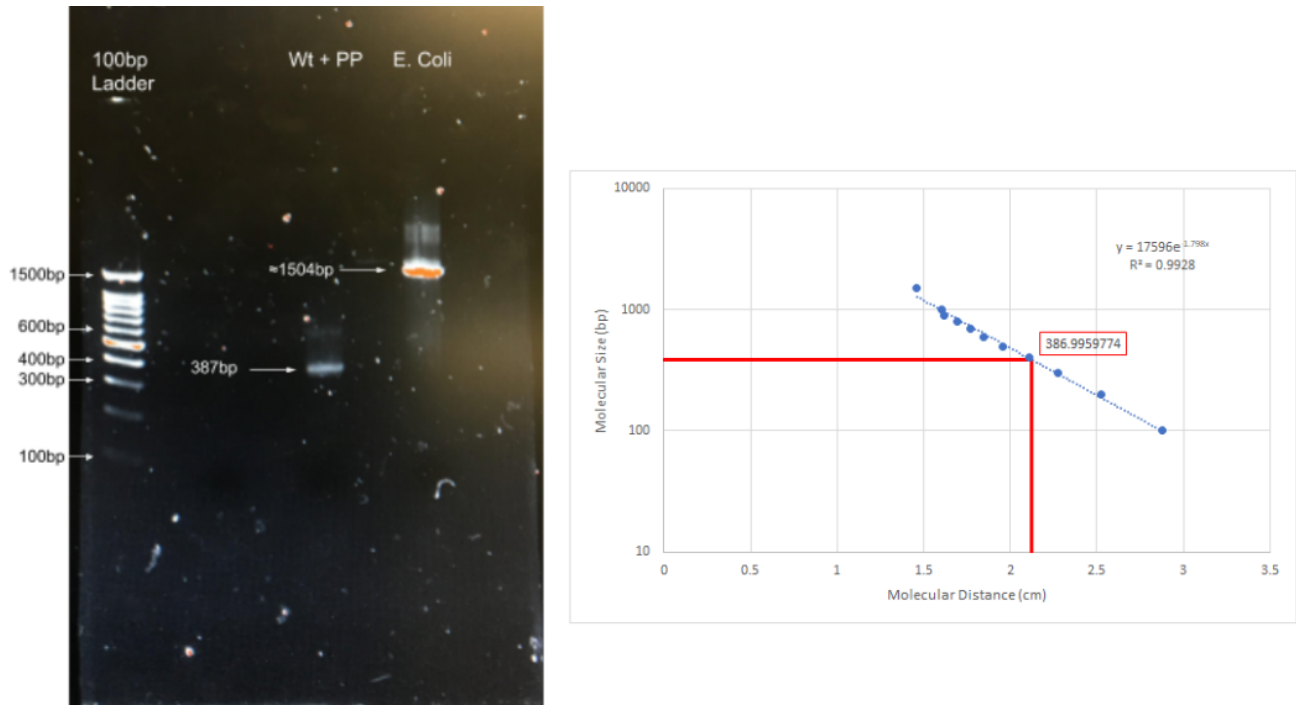 100bp
Ladder
Wt + PP
E. Coli
1500bp
≈1504bp
600bp
400bp
387bp
300bp
100bp
10000
1000
100
10
0
0.5
1
1.5
2
2.5
3
3.5
Molecular Size (bp)
Molecular Distance (cm)
y = 17596e^-1.798x
R² = 0.9928
386.9959774